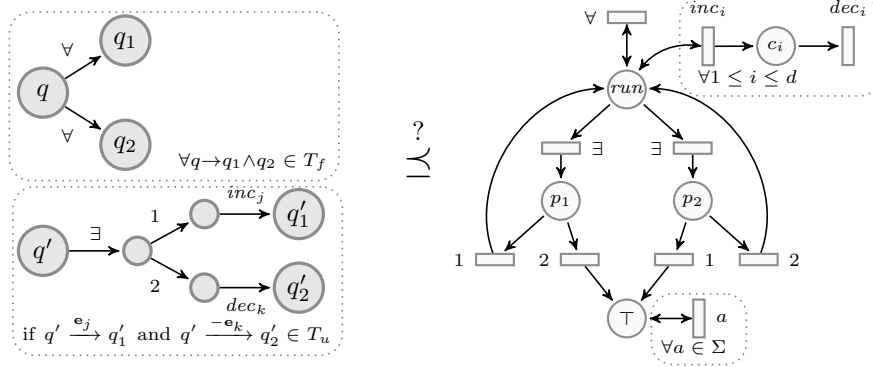 ∀
q
q₁
∀
q₂
∀q→q₁∧q₂ ∈ T_f
q′
∃
1
inc_j
q′₁
2
dec_k
q′₂
if q′ —e_j→ q′₁ and q′ —−e_k→ q′₂ ∈ T_u
?
⪯
∀
run
inc_i
c_i
dec_i
∀1 ≤ i ≤ d
∃
∃
p₁
p₂
1
2
1
2
⊤
a
∀a ∈ Σ